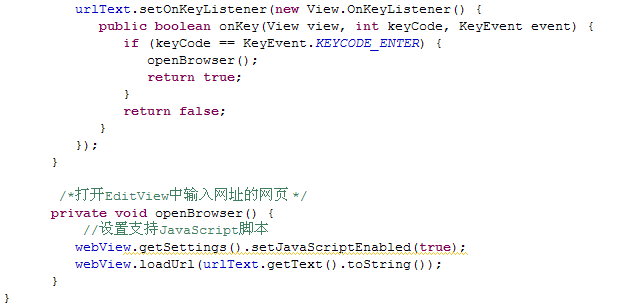 urlText.setOnKeyListener(new View.OnKeyListener() {
public boolean onKey(View view, int keyCode, KeyEvent event) {
if (keyCode == KeyEvent.KEYCODE_ENTER) {
openBrowser();
return true;
}
return false;
}
});
}
/*打开EditView中输入网址的网页 */
private void openBrowser() {
//设置支持JavaScript脚本
webView.getSettings().setJavaScriptEnabled(true);
webView.loadUrl(urlText.getText().toString());
}
}